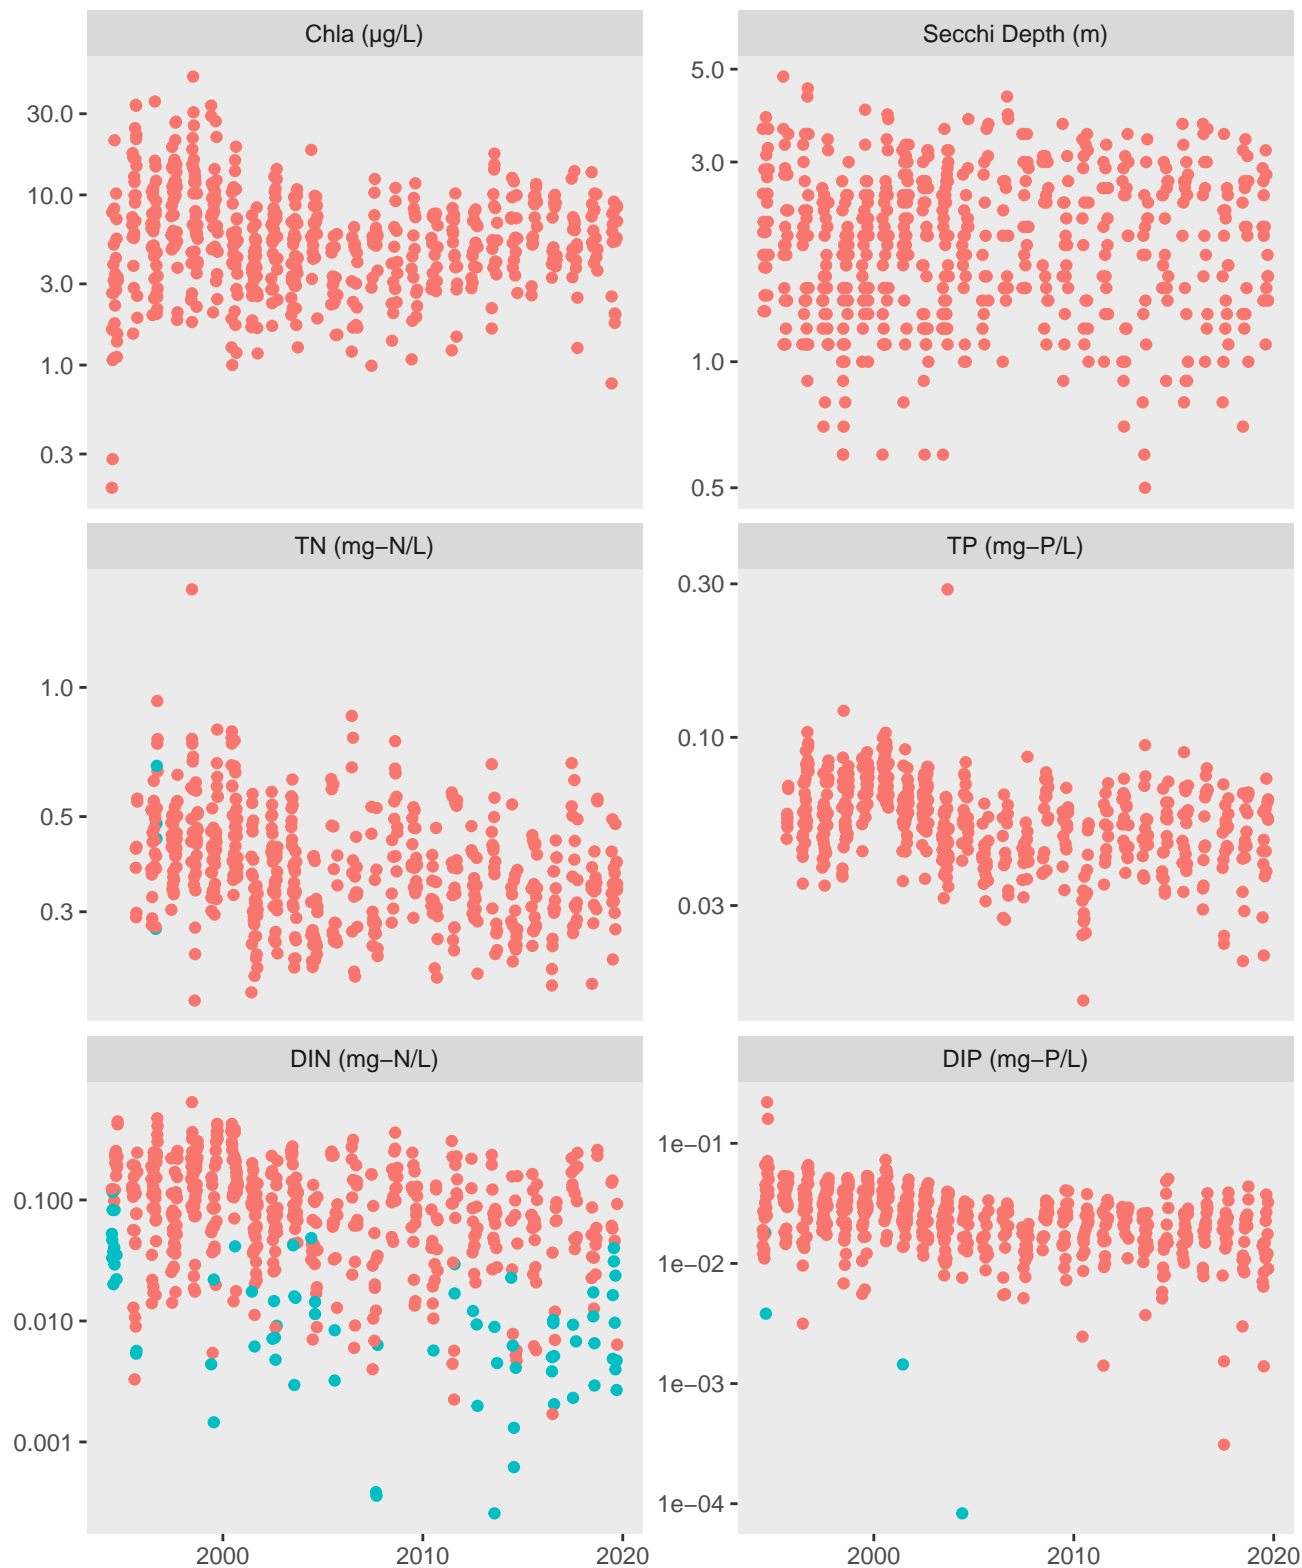 Chla (µg/L)
Secchi Depth (m)
30.0
10.0
3.0
1.0
0.3
5.0
3.0
1.0
0.5
TN (mg−N/L)
TP (mg−P/L)
1.0
0.5
0.3
0.30
0.10
0.03
DIN (mg−N/L)
DIP (mg−P/L)
0.100
0.010
0.001
1e−01
1e−02
1e−03
1e−04
2000 2010 2020
2000 2010 2020